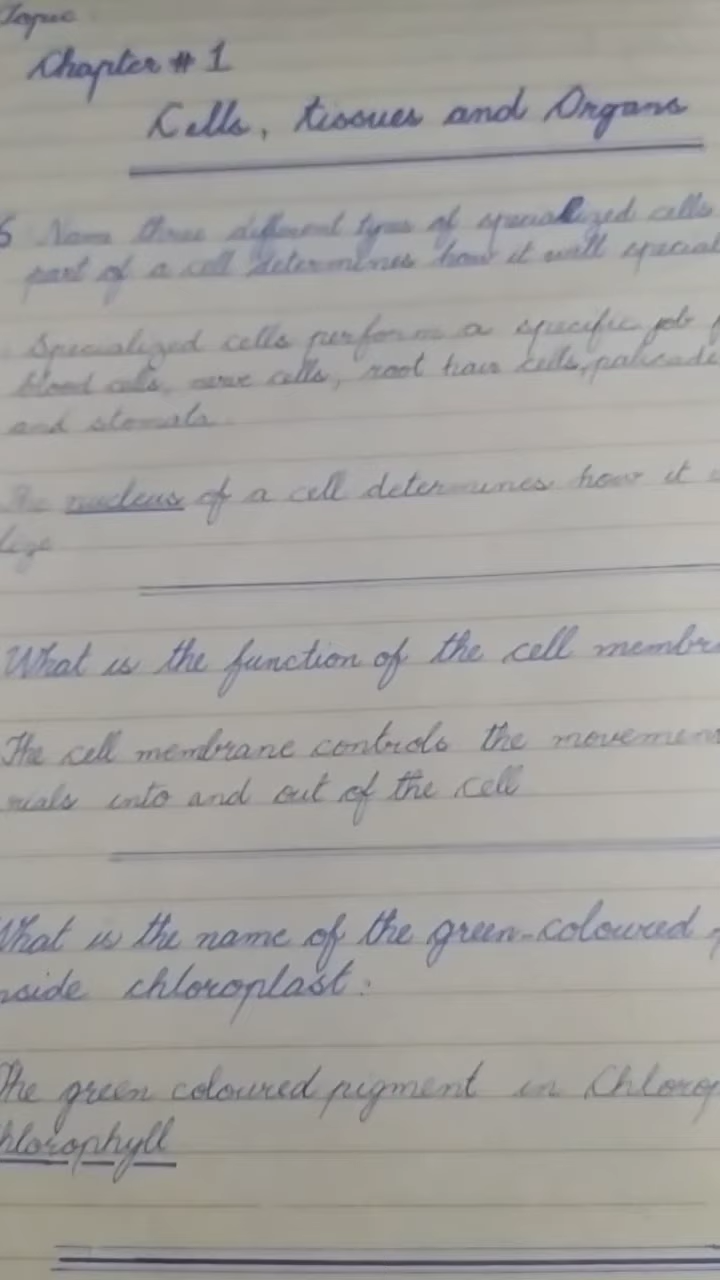 Topic
Chapter # 1
Cells, tissues and Organs
Name three different types of specialized cells
part of a cell determines how it will special
Specialized cells perform a specific job
blood cells, nerve cells, root hair cells, palisade
and stomata
The nucleus of a cell determines how it
lize
What is the function of the cell membr
The cell membrane controls the movemen
rials into and out of the cell
What is the name of the green-coloured p
nside chloroplast.
The green coloured pigment in Chlorop
hlorophyll